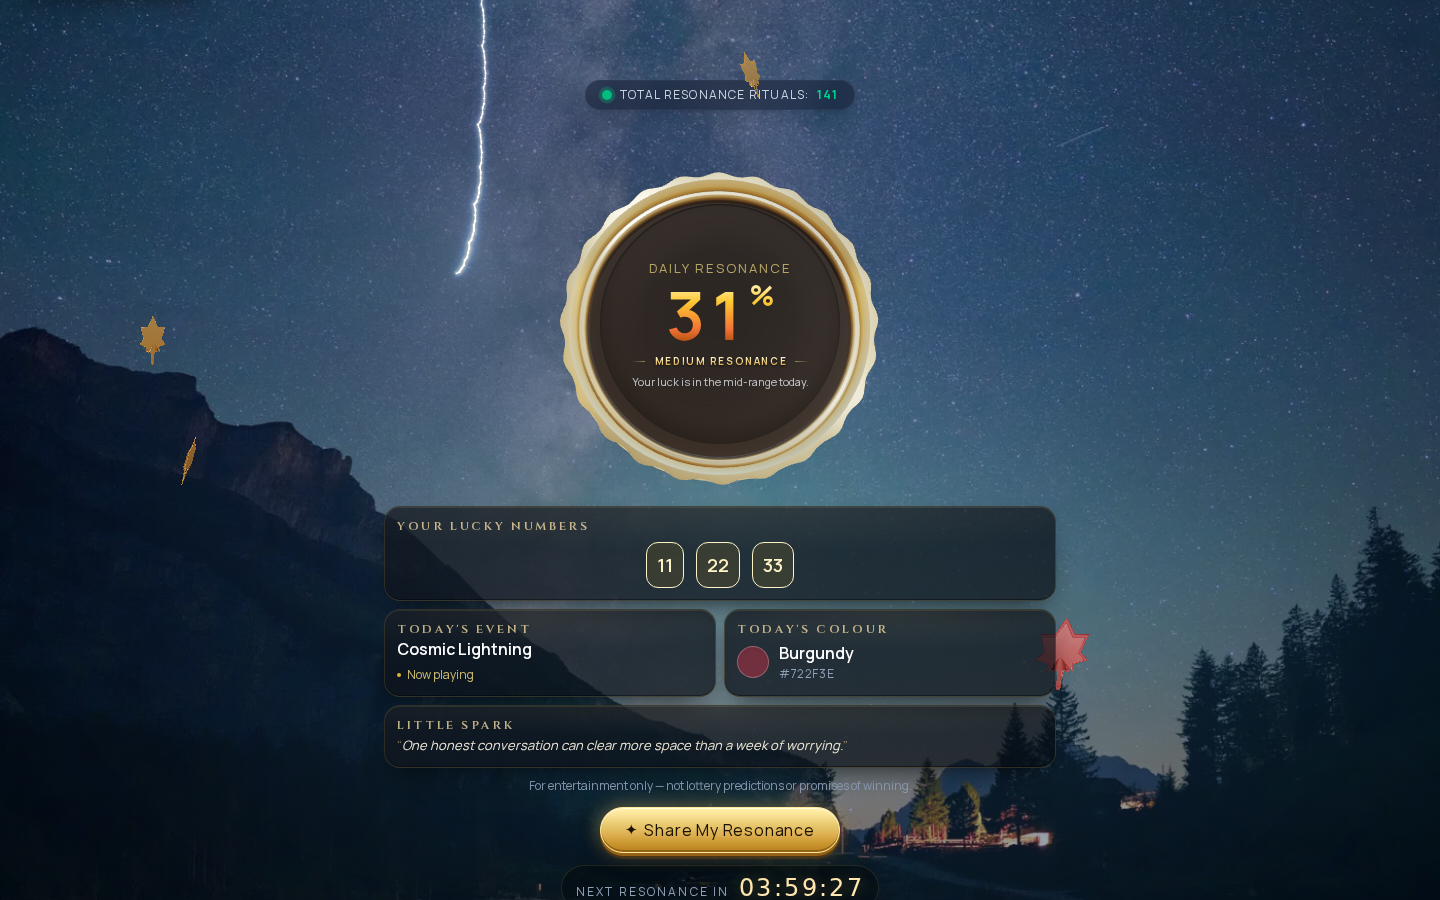 TOTAL RESONANCE RITUALS: 141
DAILY RESONANCE
31%
MEDIUM RESONANCE
Your luck is in the mid-range today.
YOUR LUCKY NUMBERS
11 22 33
TODAY'S EVENT
Cosmic Lightning
• Now playing
TODAY'S COLOUR
Burgundy
#722F3E
LITTLE SPARK
"One honest conversation can clear more space than a week of worrying."
For entertainment only — not lottery predictions or promises of winning.
✦ Share My Resonance
NEXT RESONANCE IN 03:59:27